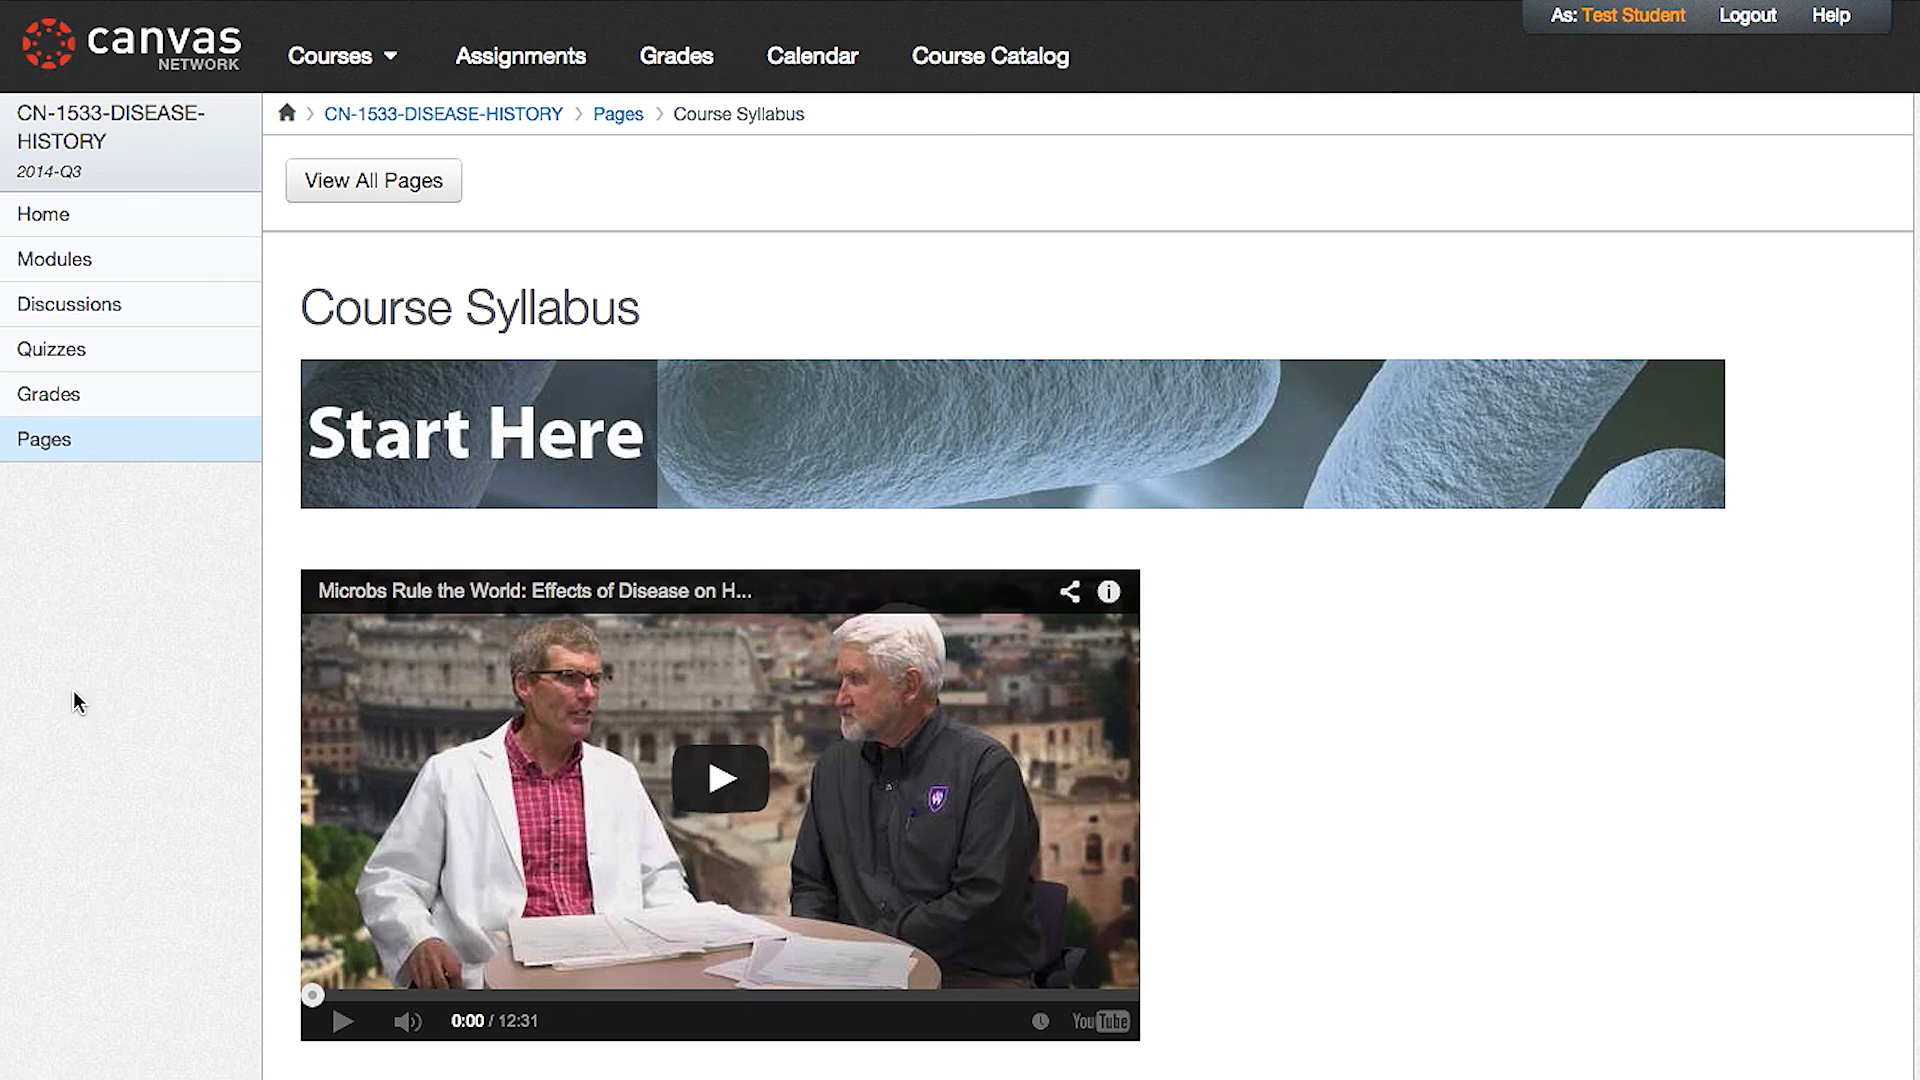 As: Test Student Logout Help
canvas
NETWORK
Courses Assignments Grades Calendar Course Catalog
CN-1533-DISEASE-HISTORY > Pages > Course Syllabus
CN-1533-DISEASE-
HISTORY
2014-Q3
Home
Modules
Discussions
Quizzes
Grades
Pages
View All Pages
Course Syllabus
Start Here
Microbs Rule the World: Effects of Disease on H...
0:00 / 12:31
YouTube